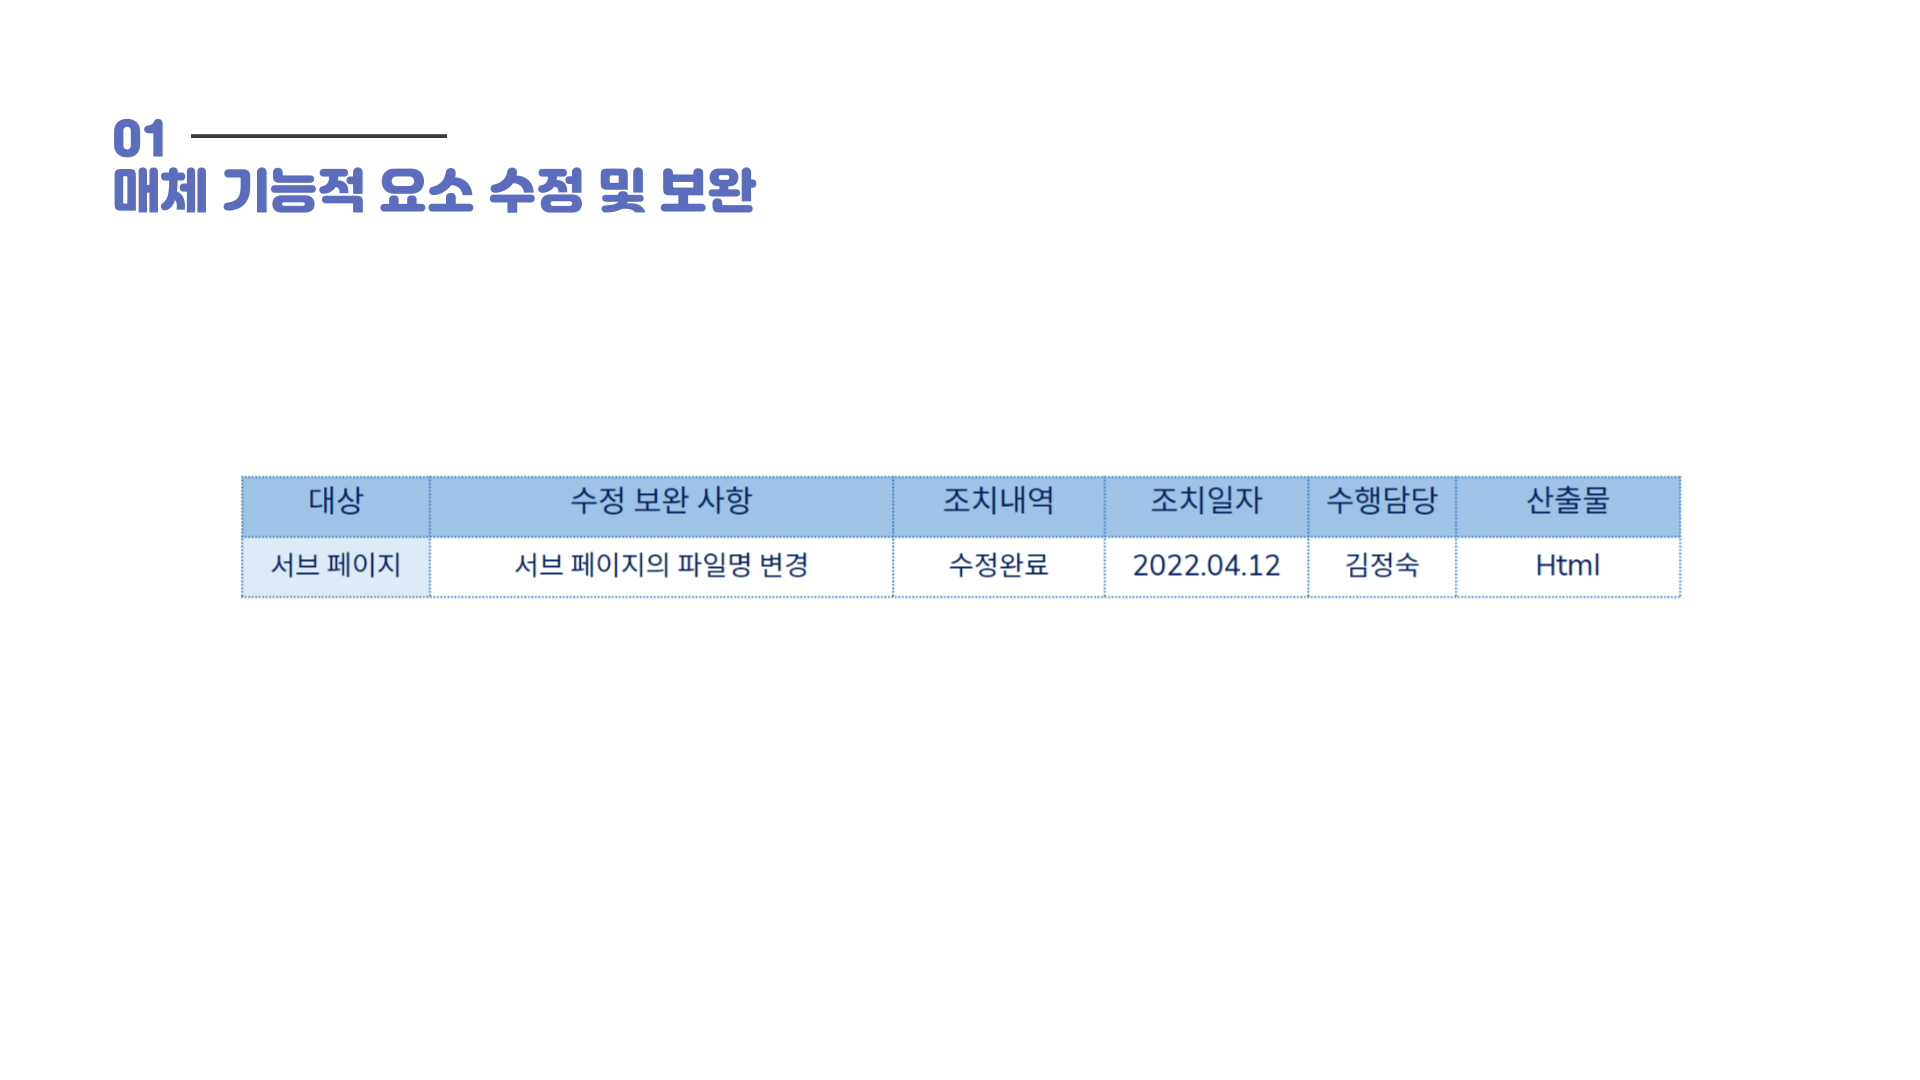 01
매체 기능적 요소 수정 및 보완
대상 수정 보완 사항 조치내역 조치일자 수행담당 산출물
서브 페이지 서브 페이지의 파일명 변경 수정완료 2022.04.12 김정숙 Html